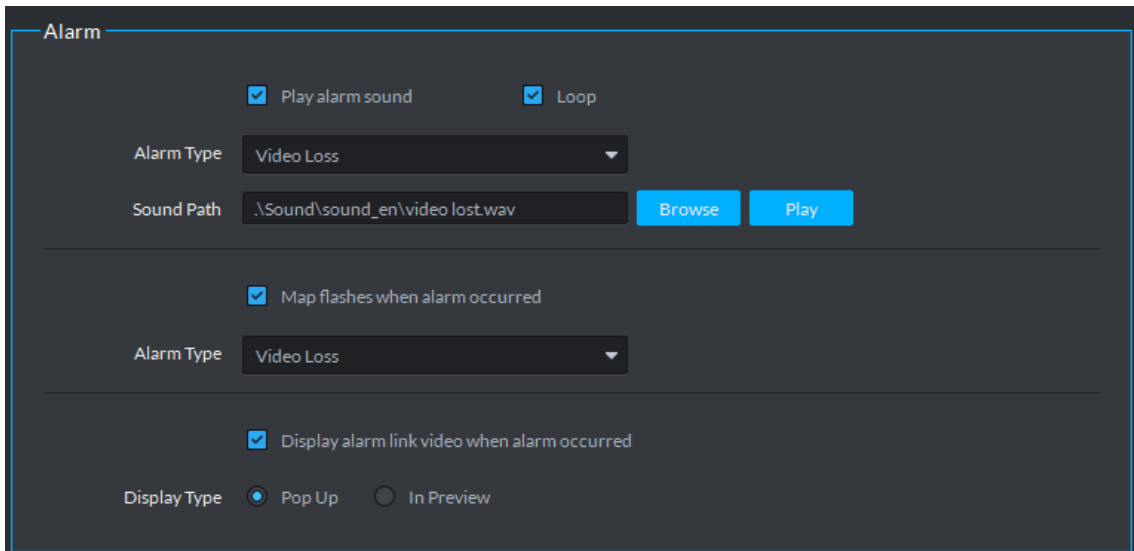 Alarm
Play alarm sound Loop
Alarm Type Video Loss
Sound Path .\Sound\sound_en\video lost.wav Browse Play
Map flashes when alarm occurred
Alarm Type Video Loss
Display alarm link video when alarm occurred
Display Type Pop Up In Preview